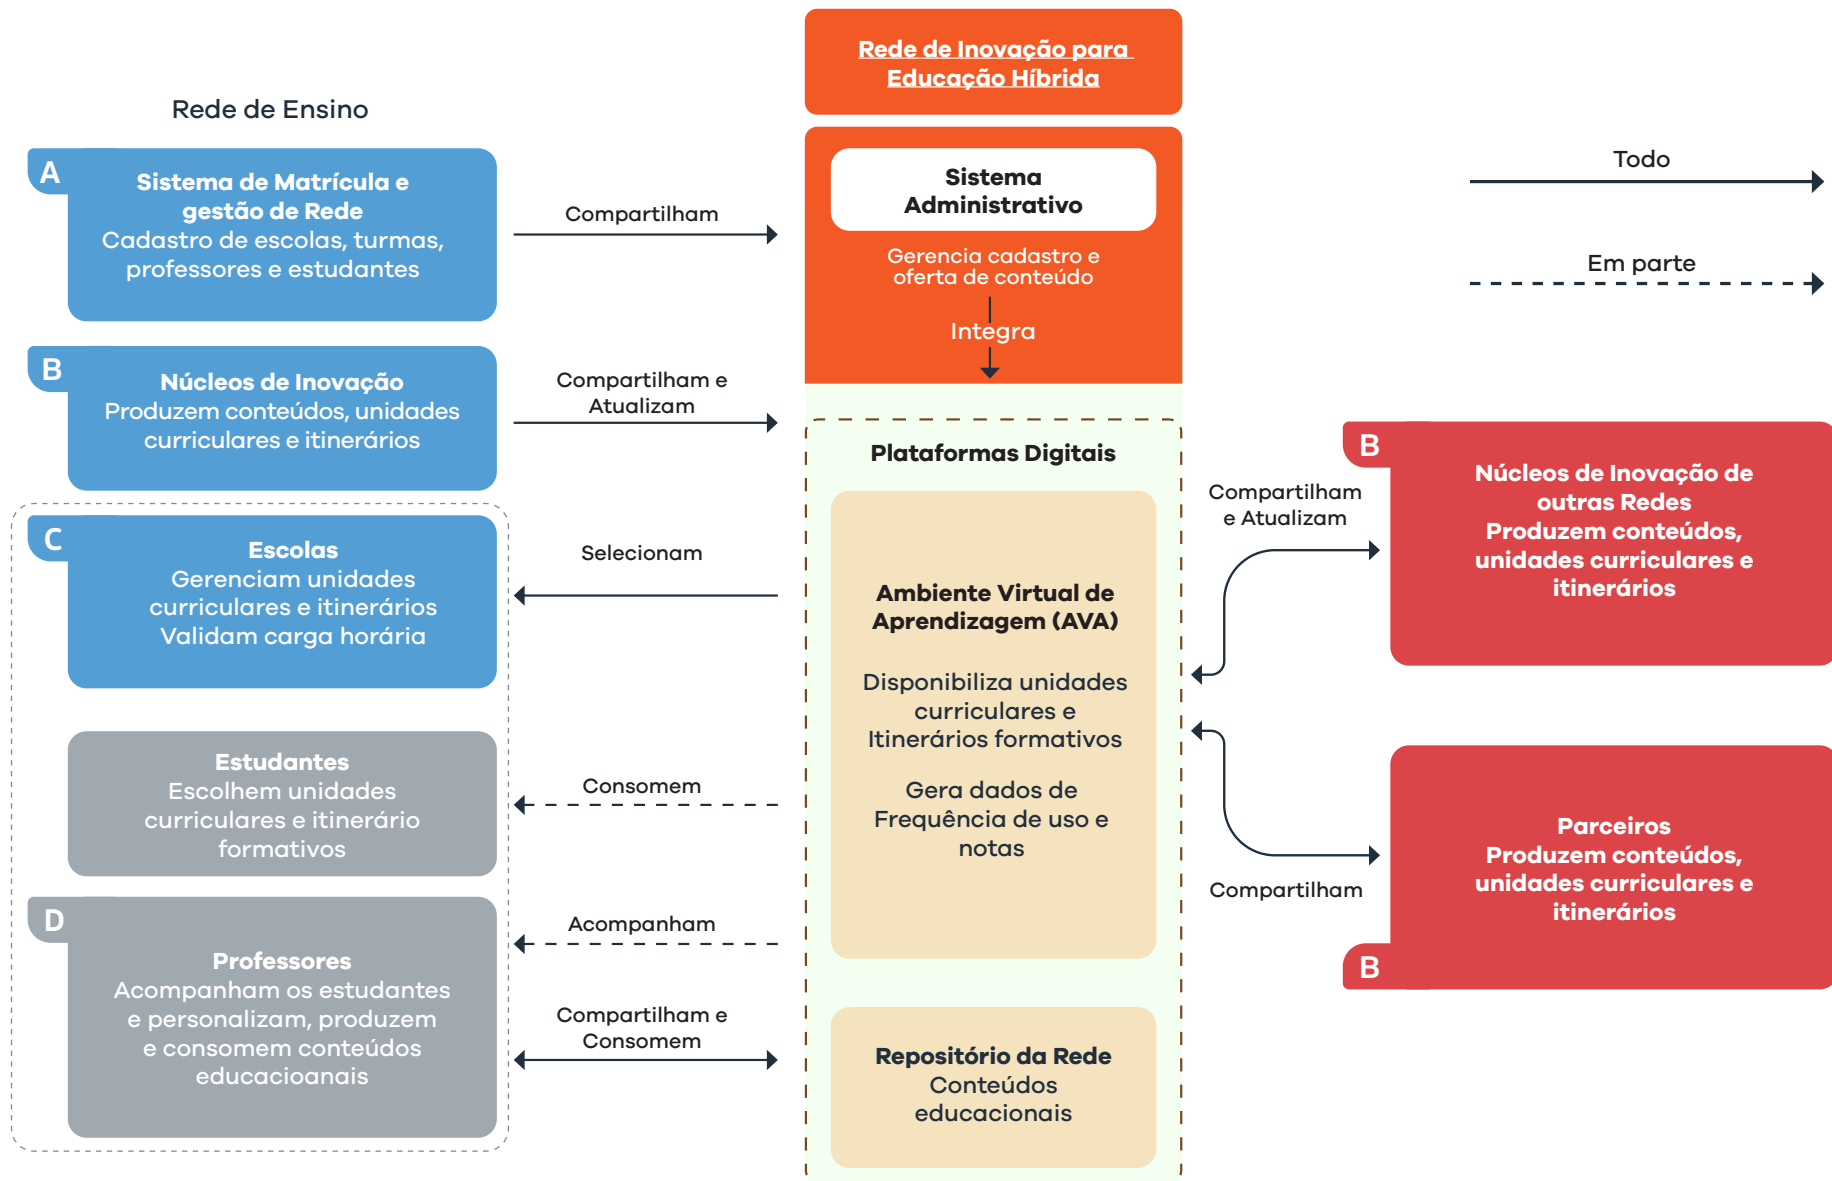 Rede de Inovação para
Educação Híbrida
Rede de Ensino
A
Sistema de Matrícula e
gestão de Rede
Cadastro de escolas, turmas,
professores e estudantes
Compartilham
Sistema
Administrativo
Gerencia cadastro e
oferta de conteúdo
Integra
Todo
Em parte
B
Núcleos de Inovação
Produzem conteúdos, unidades
curriculares e itinerários
Compartilham e
Atualizam
C
Escolas
Gerenciam unidades
curriculares e itinerários
Validam carga horária
Selecionam
Estudantes
Escolhem unidades
curriculares e itinerário
formativos
Consomem
D
Professores
Acompanham os estudantes
e personalizam, produzem
e consomem conteúdos
educacioanais
Acompanham
Compartilham e
Consomem
Plataformas Digitais
Ambiente Virtual de
Aprendizagem (AVA)
Disponibiliza unidades
curriculares e
Itinerários formativos
Gera dados de
Frequência de uso e
notas
Repositório da Rede
Conteúdos
educacionais
Compartilham
e Atualizam
B
Núcleos de Inovação de
outras Redes
Produzem conteúdos,
unidades curriculares e
itinerários
Compartilham
Parceiros
Produzem conteúdos,
unidades curriculares e
itinerários
B